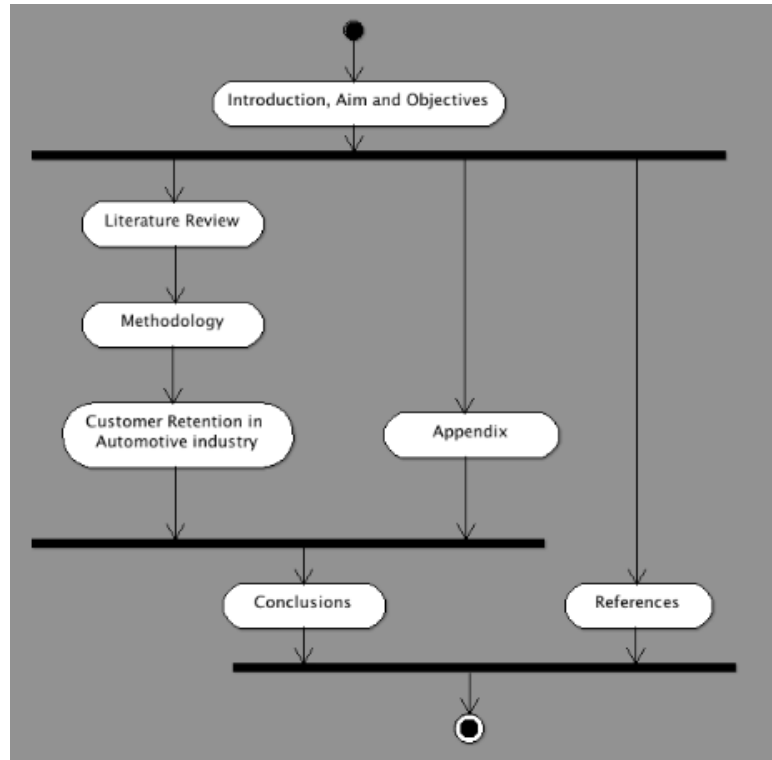 Introduction, Aim and Objectives
Literature Review
Methodology
Customer Retention in
Automotive industry
Appendix
Conclusions
References